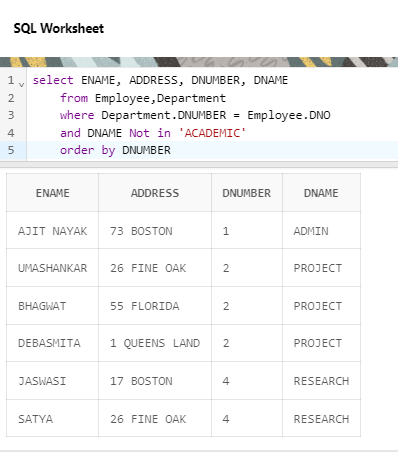 SQL Worksheet
1 select ENAME, ADDRESS, DNUMBER, DNAME
2 from Employee,Department
3 where Department.DNUMBER = Employee.DNO
4 and DNAME Not in 'ACADEMIC'
5 order by DNUMBER
ENAME ADDRESS DNUMBER DNAME
AJIT NAYAK 73 BOSTON 1 ADMIN
UMASHANKAR 26 FINE OAK 2 PROJECT
BHAGWAT 55 FLORIDA 2 PROJECT
DEBASMITA 1 QUEENS LAND 2 PROJECT
JASWASI 17 BOSTON 4 RESEARCH
SATYA 26 FINE OAK 4 RESEARCH